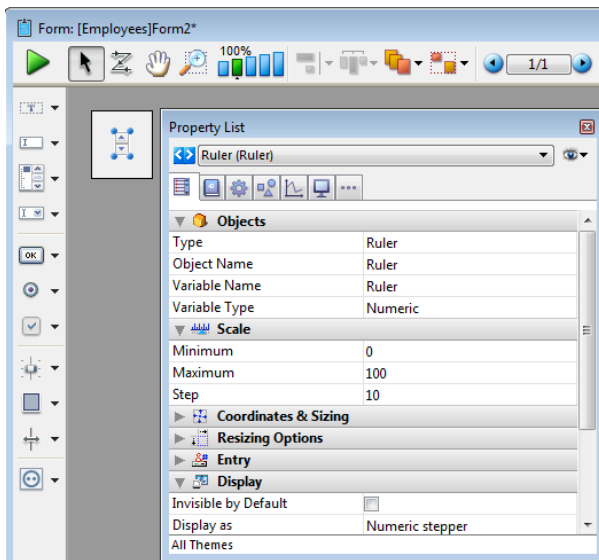 Form: [Employees]Form2*
100%
1/1
Property List
Ruler (Ruler)
Objects
Type Ruler
Object Name Ruler
Variable Name Ruler
Variable Type Numeric
Scale
Minimum 0
Maximum 100
Step 10
Coordinates & Sizing
Resizing Options
Entry
Display
Invisible by Default
Display as Numeric stepper
All Themes
OK